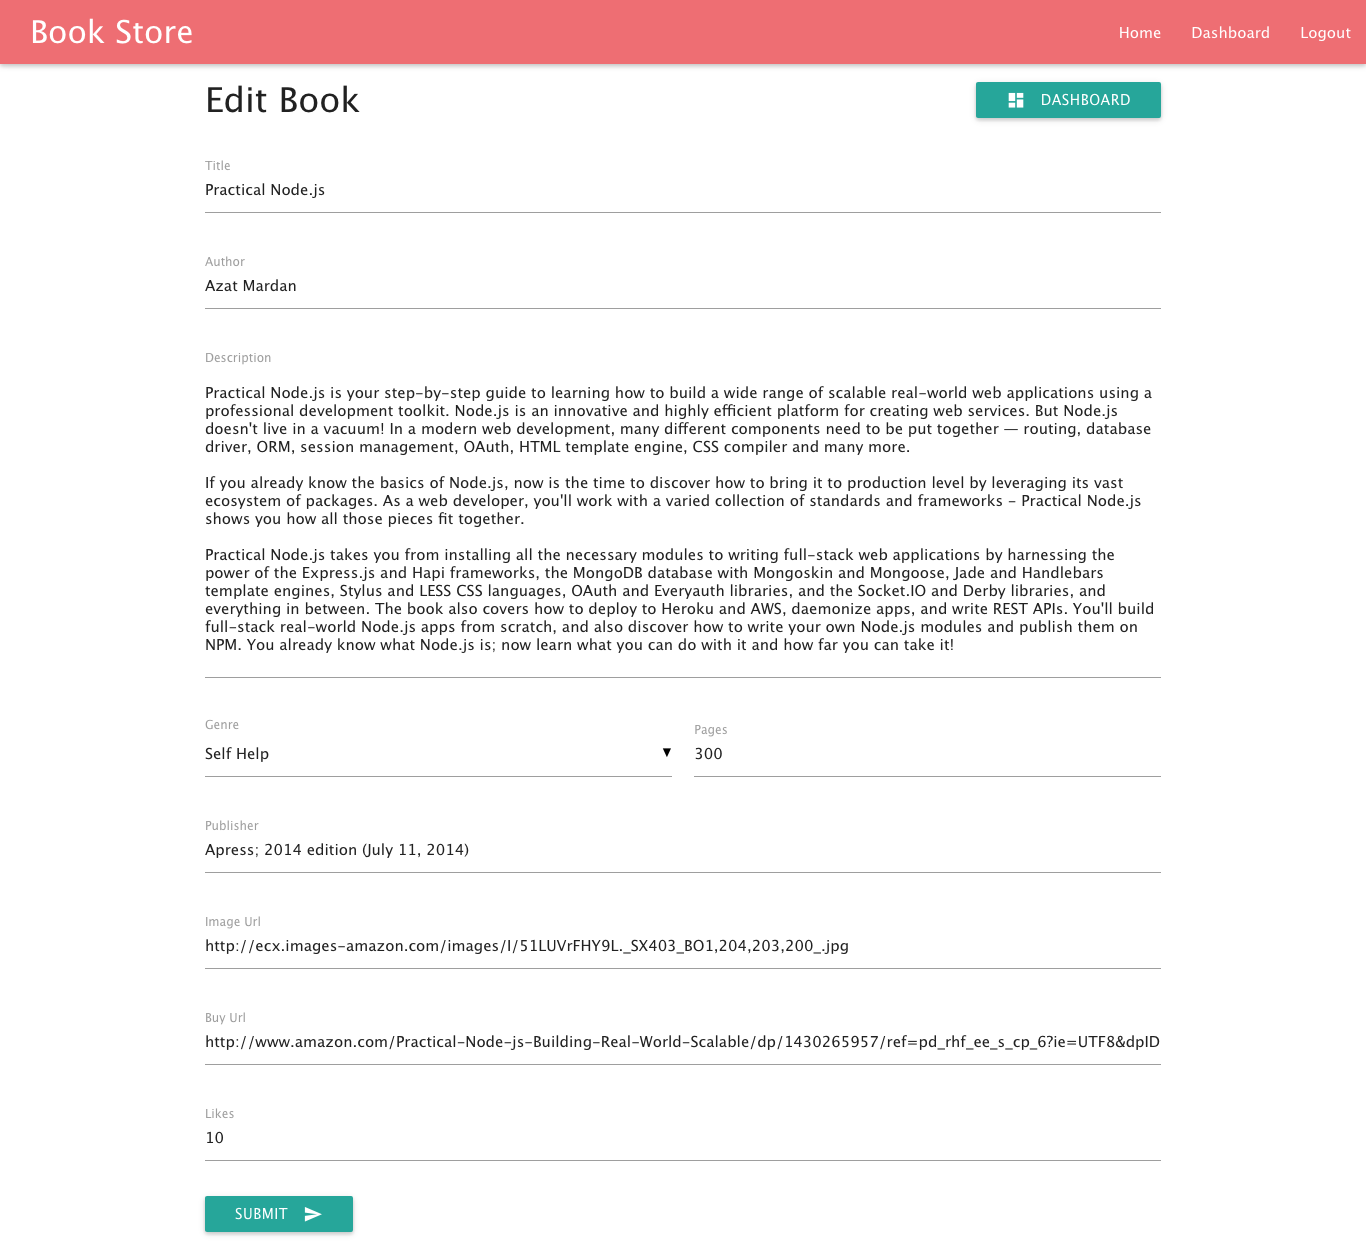 Book Store
Home
Dashboard
Logout
Edit Book
DASHBOARD
Title
Practical Node.js
Author
Azat Mardan
Description
Practical Node.js is your step-by-step guide to learning how to build a wide range of scalable real-world web applications using a
professional development toolkit. Node.js is an innovative and highly efficient platform for creating web services. But Node.js
doesn't live in a vacuum! In a modern web development, many different components need to be put together — routing, database
driver, ORM, session management, OAuth, HTML template engine, CSS compiler and many more.
If you already know the basics of Node.js, now is the time to discover how to bring it to production level by leveraging its vast
ecosystem of packages. As a web developer, you'll work with a varied collection of standards and frameworks - Practical Node.js
shows you how all those pieces fit together.
Practical Node.js takes you from installing all the necessary modules to writing full-stack web applications by harnessing the
power of the Express.js and Hapi frameworks, the MongoDB database with Mongoskin and Mongoose, Jade and Handlebars
template engines, Stylus and LESS CSS languages, OAuth and Everyauth libraries, and the Socket.IO and Derby libraries, and
everything in between. The book also covers how to deploy to Heroku and AWS, daemonize apps, and write REST APIs. You'll build
full-stack real-world Node.js apps from scratch, and also discover how to write your own Node.js modules and publish them on
NPM. You already know what Node.js is; now learn what you can do with it and how far you can take it!
Genre
Self Help
Pages
300
Publisher
Apress; 2014 edition (July 11, 2014)
Image Url
http://ecx.images-amazon.com/images/I/51LUVrFHY9L._SX403_BO1,204,203,200_.jpg
Buy Url
http://www.amazon.com/Practical-Node-js-Building-Real-World-Scalable/dp/1430265957/ref=pd_rhf_ee_s_cp_6?ie=UTF8&dpID
Likes
10
SUBMIT